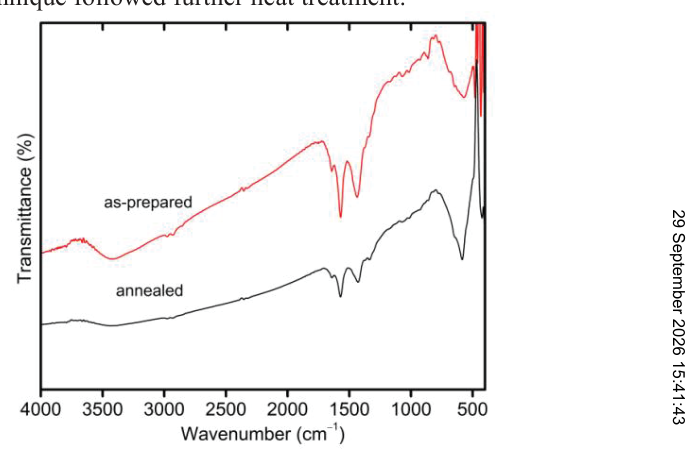 nique followed further heat treatment.
Transmittance (%)
as-prepared
annealed
4000 3500 3000 2500 2000 1500 1000 500
Wavenumber (cm⁻¹)
29 September 2026 15:41:43